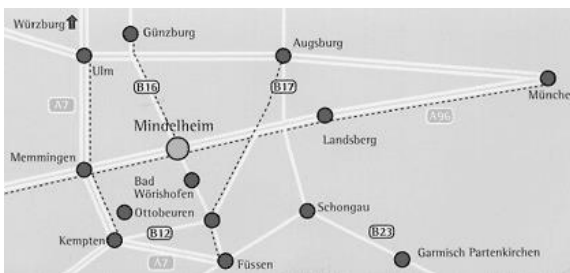 Würzburg
Günzburg
Augsburg
Ulm
B16
B17
Münche
A7
A96
Mindelheim
Landsberg
Memmingen
Bad
Wörishofen
Ottobeuren
Schongau
B12
B23
Kempten
Garmisch Partenkirchen
A7
Füssen